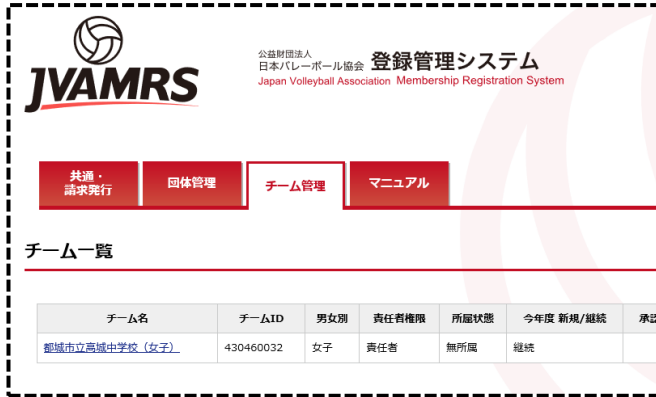 JVAMRS
公益財団法人
日本バレーボール協会 登録管理システム
Japan Volleyball Association Membership Registration System
共通・
請求発行
団体管理
チーム管理
マニュアル
チーム一覧
チーム名 チームID 男女別 責任者権限 所属状態 今年度 新規/継続 承認
都城市立高城中学校（女子） 430460032 女子 責任者 無所属 継続